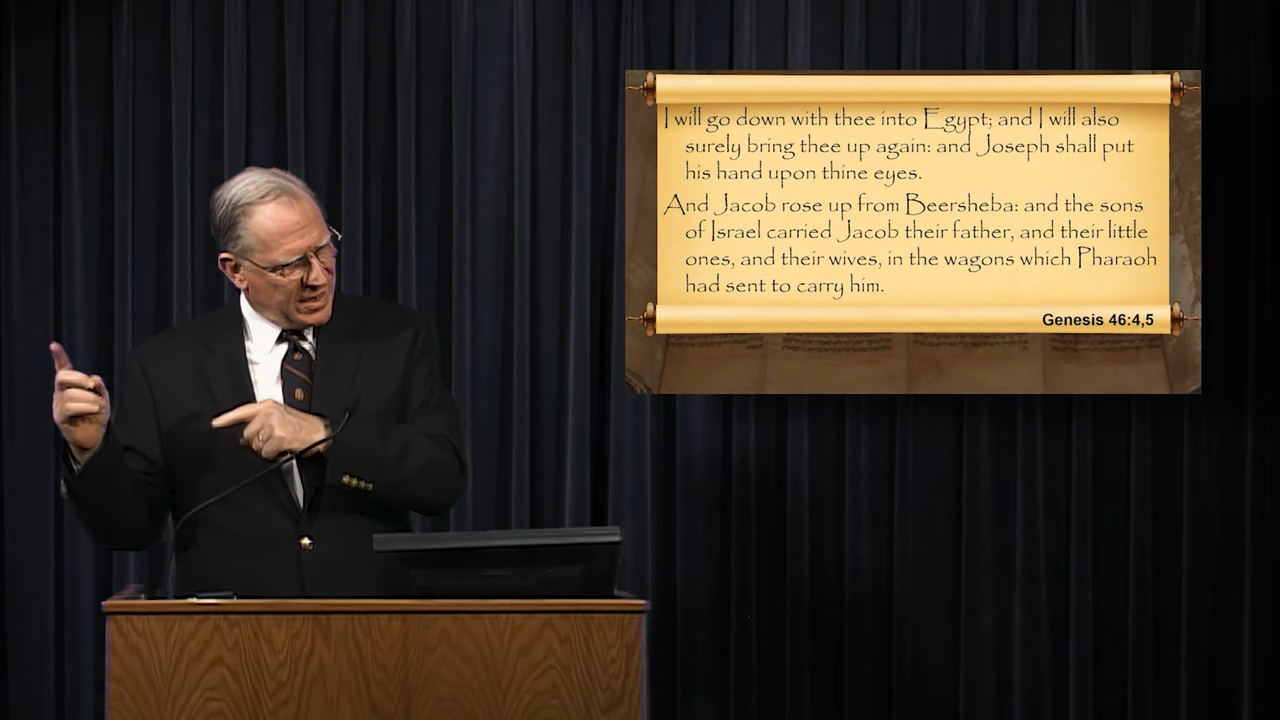 I will go down with thee into Egypt; and I will also
surely bring thee up again: and Joseph shall put
his hand upon thine eyes.
And Jacob rose up from Beersheba: and the sons
of Israel carried Jacob their father, and their little
ones, and their wives, in the wagons which Pharaoh
had sent to carry him.
Genesis 46:4,5